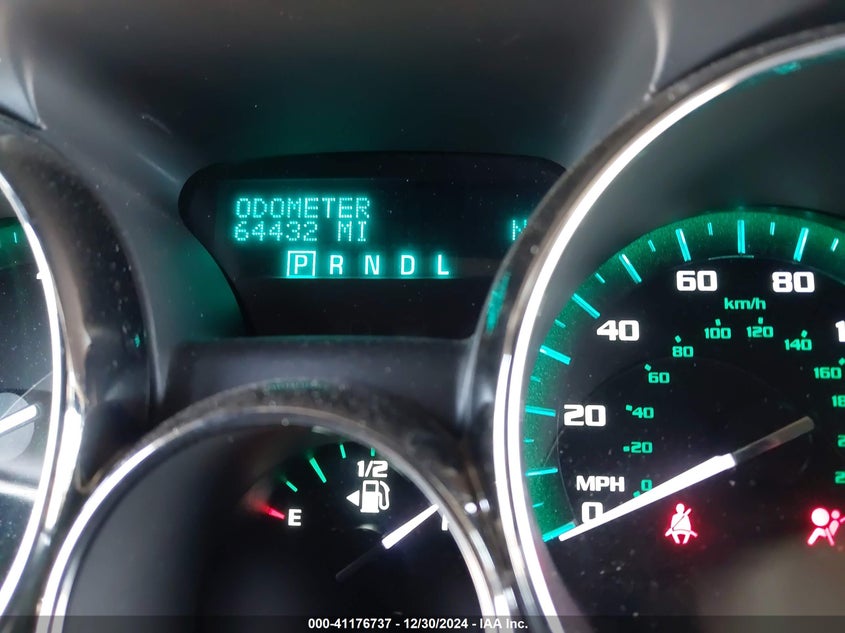 ODOMETER
64432 MI
N
P R N D L
60 80
km/h
40 100 120
80 140
60 160
20 40
20
MPH 0
0
1/2
E
000-41176737 - 12/30/2024 - IAA Inc.